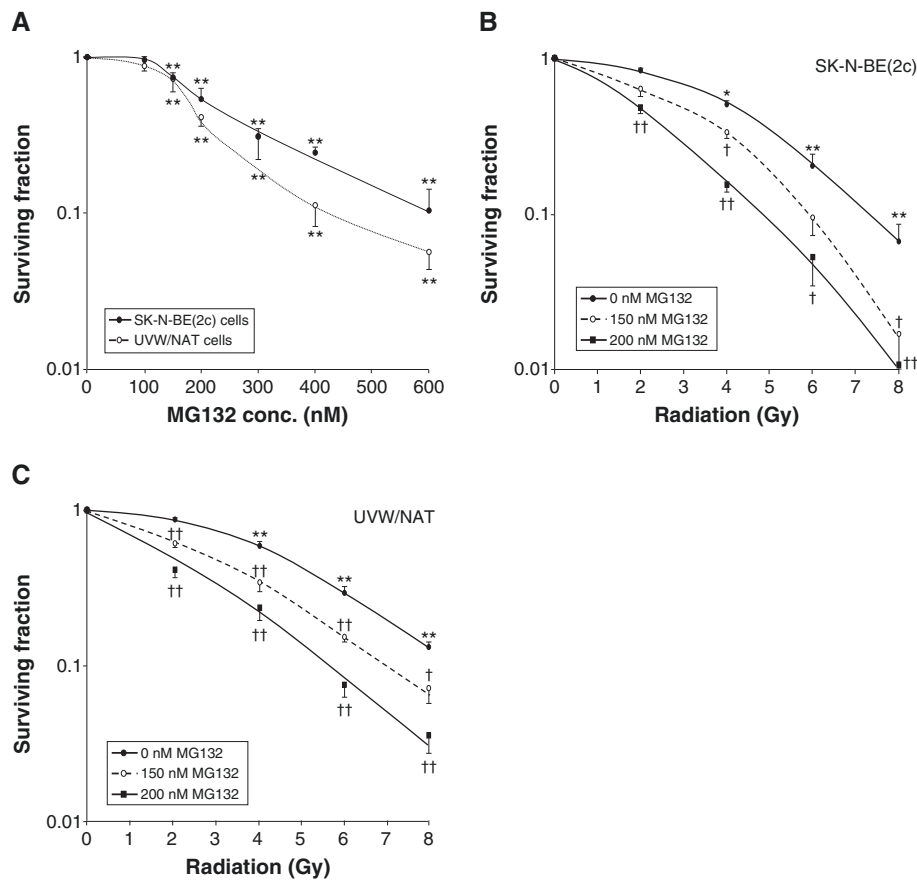 A
1
0.1
0.01
Surviving fraction
** ** ** ** **
** ** ** ** **
SK-N-BE(2c) cells
UVW/NAT cells
0 100 200 300 400 500 600
MG132 conc. (nM)
B
SK-N-BE(2c)
1
0.1
0.01
Surviving fraction
* ** **
†† † †
†† † ††
0 nM MG132
150 nM MG132
200 nM MG132
0 1 2 3 4 5 6 7 8
Radiation (Gy)
C
UVW/NAT
1
0.1
0.01
Surviving fraction
** ** **
†† †† †† †
†† †† †† ††
0 nM MG132
150 nM MG132
200 nM MG132
0 1 2 3 4 5 6 7 8
Radiation (Gy)